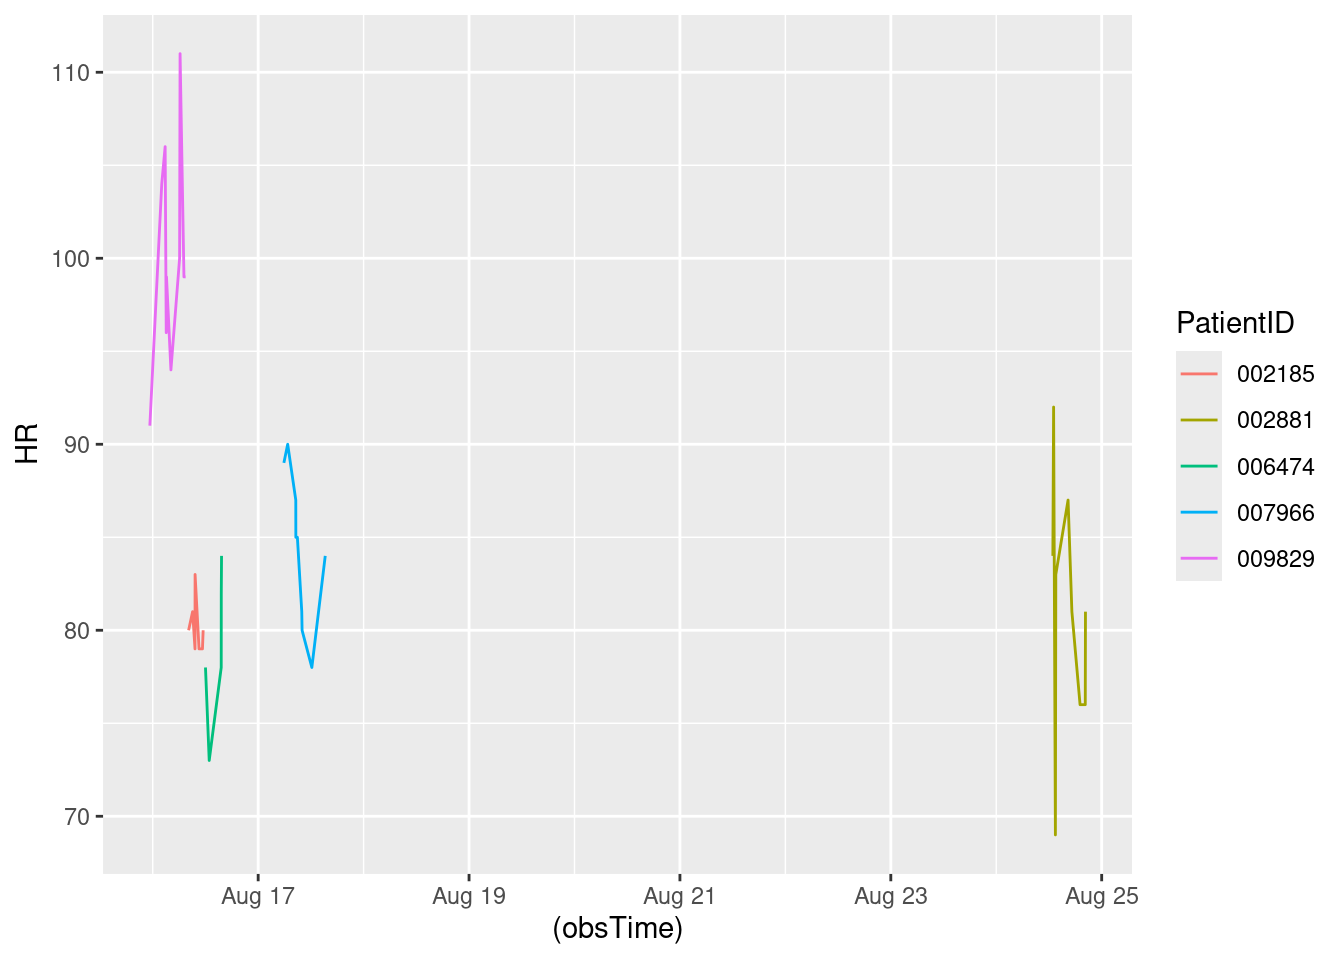 110
100
90
80
70
HR
Aug 17
Aug 19
Aug 21
Aug 23
Aug 25
(obsTime)
PatientID
002185
002881
006474
007966
009829